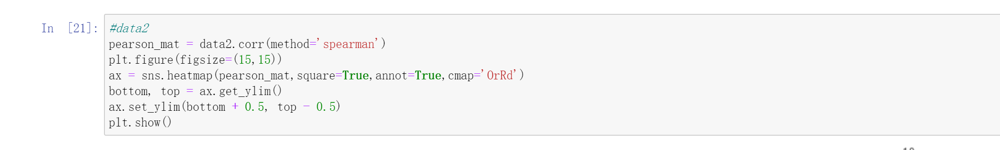 In [21]: #data2
pearson_mat = data2.corr(method='spearman')
plt.figure(figsize=(15,15))
ax = sns.heatmap(pearson_mat,square=True,annot=True,cmap='OrRd')
bottom, top = ax.get_ylim()
ax.set_ylim(bottom + 0.5, top - 0.5)
plt.show()